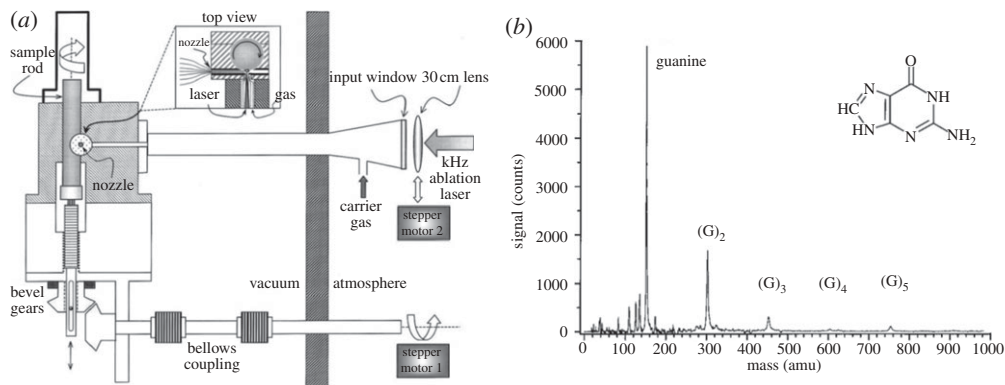 (a)
top view
sample
rod
nozzle
laser
gas
input window 30 cm lens
nozzle
carrier
gas
kHz
ablation
laser
stepper
motor 2
bevel
gears
vacuum
atmosphere
bellows
coupling
stepper
motor 1
(b)
6000
5000
4000
3000
2000
1000
0
signal (counts)
guanine
(G)2
(G)3
(G)4
(G)5
O
N
NH
HC
HN
N
NH2
0
100
200
300
400
500
600
700
800
900
1000
mass (amu)